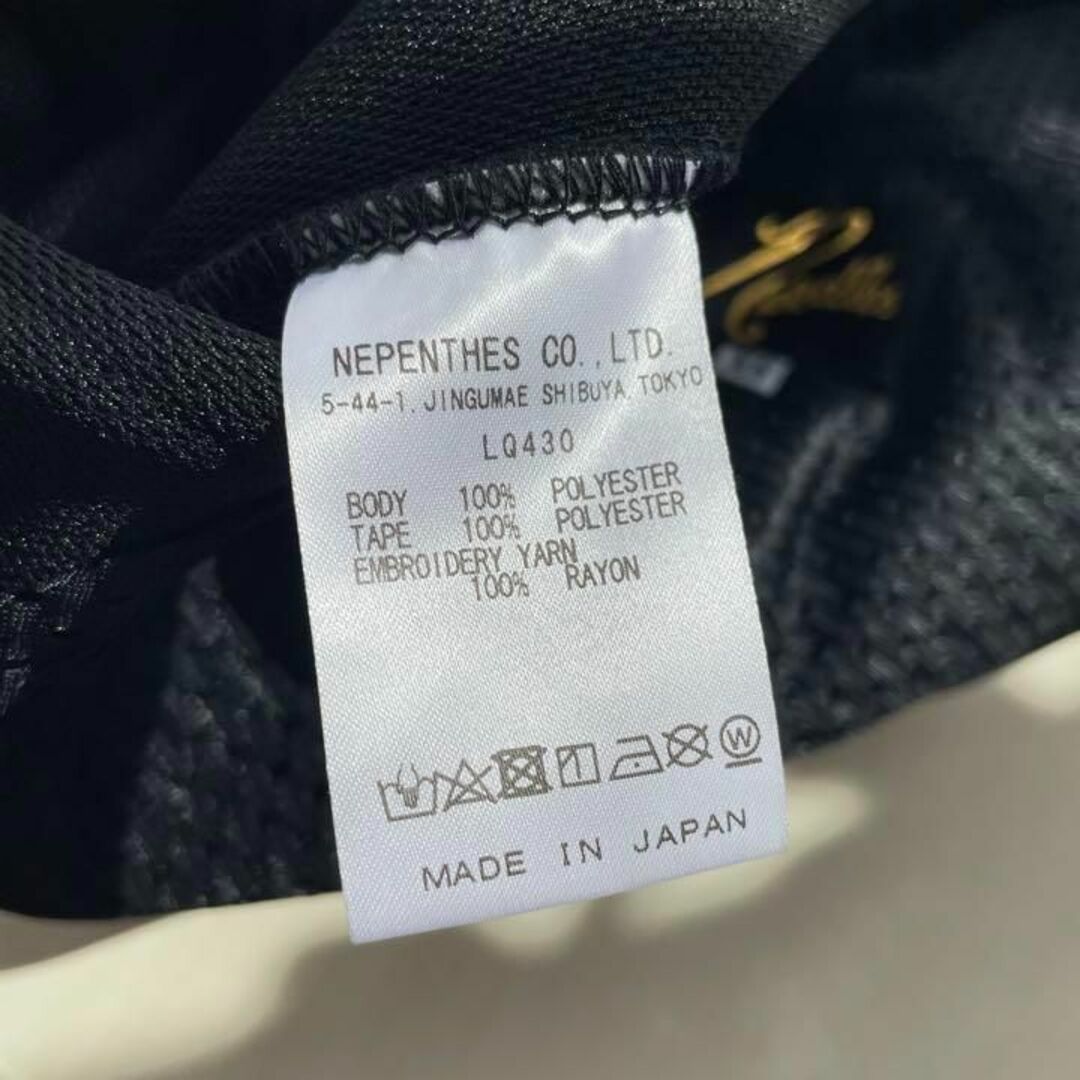 NEPENTHES CO.,LTD.
5-44-1, JINGUMAE SHIBUYA, TOKYO
LQ430
BODY 100% POLYESTER
TAPE 100% POLYESTER
EMBROIDERY YARN
100% RAYON
W
MADE IN JAPAN
Needles